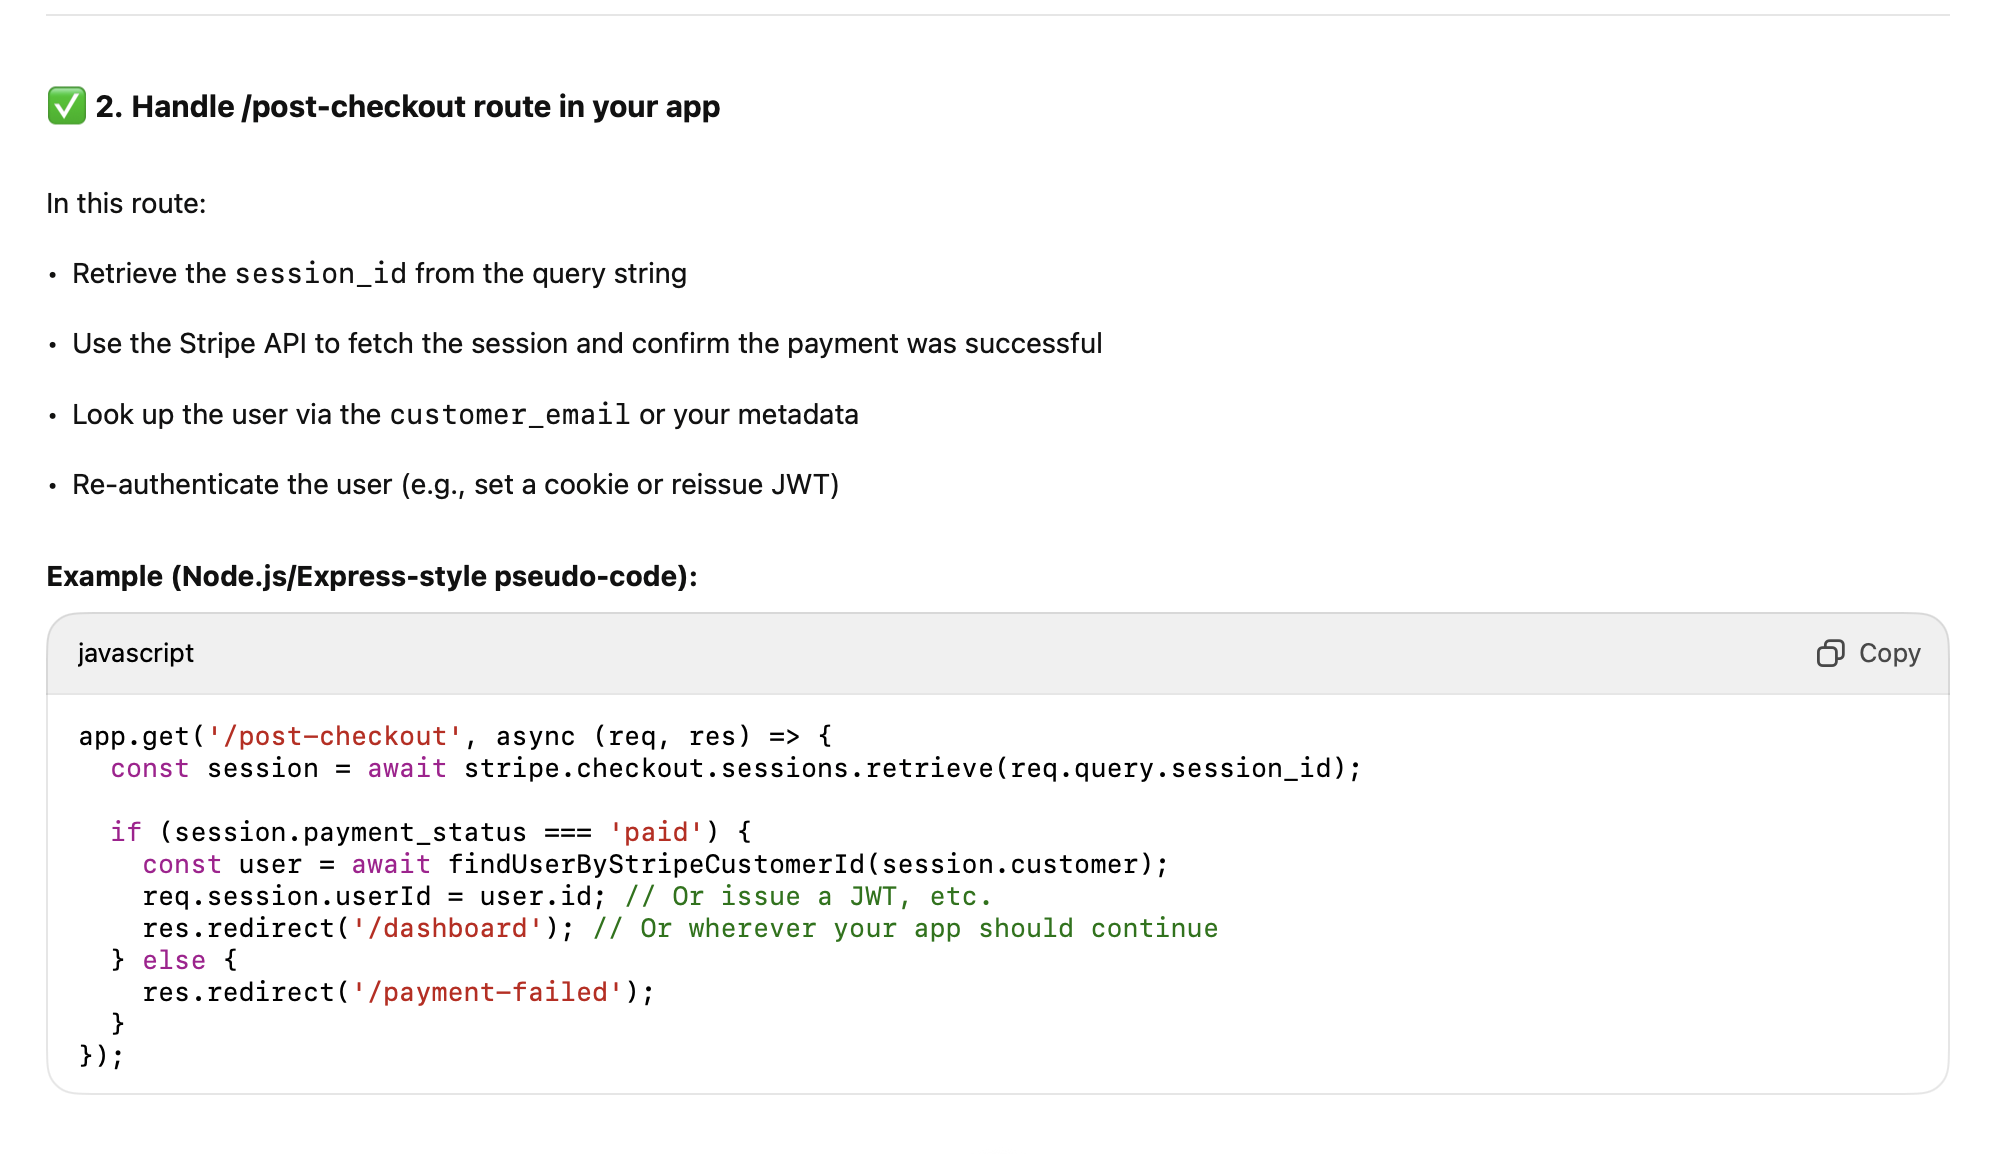 ✅ 2. Handle /post-checkout route in your app
In this route:
• Retrieve the session_id from the query string
• Use the Stripe API to fetch the session and confirm the payment was successful
• Look up the user via the customer_email or your metadata
• Re-authenticate the user (e.g., set a cookie or reissue JWT)
Example (Node.js/Express-style pseudo-code):
javascript Copy
app.get('/post-checkout', async (req, res) => {
  const session = await stripe.checkout.sessions.retrieve(req.query.session_id);

  if (session.payment_status === 'paid') {
    const user = await findUserByStripeCustomerId(session.customer);
    req.session.userId = user.id; // Or issue a JWT, etc.
    res.redirect('/dashboard'); // Or wherever your app should continue
  } else {
    res.redirect('/payment-failed');
  }
});